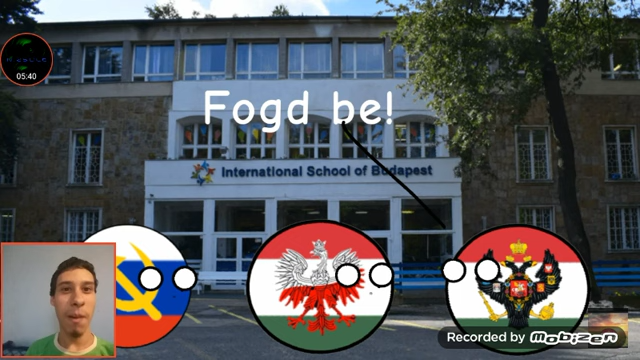 05:40
Fogd be!
International School of Budapest
Recorded by Mobizen